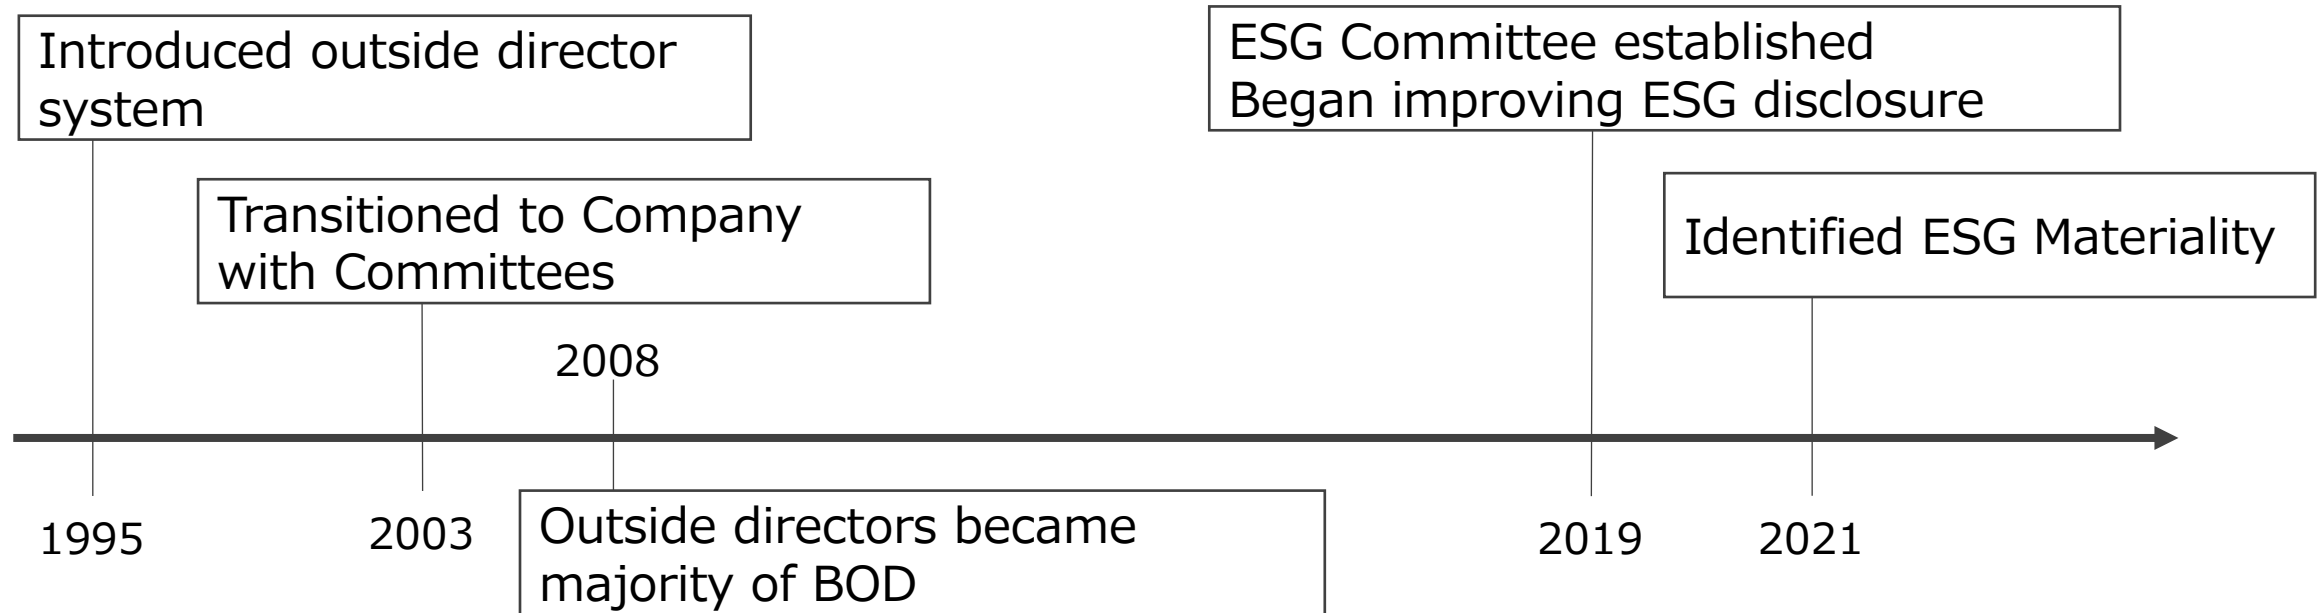 Introduced outside director
system
ESG Committee established
Began improving ESG disclosure
Transitioned to Company
with Committees
Identified ESG Materiality
2008
1995
2003
Outside directors became
majority of BOD
2019
2021